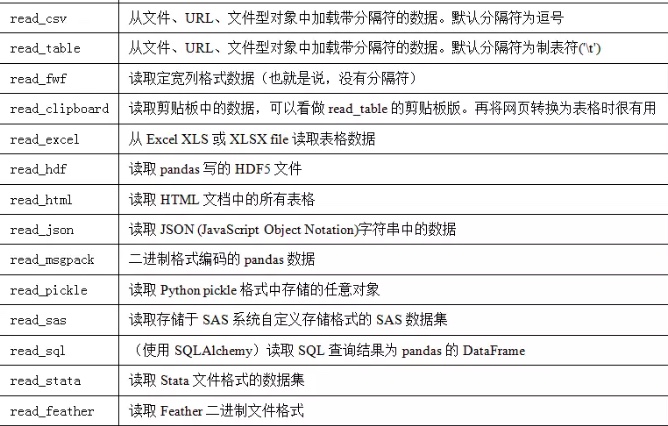 read_csv 从文件、URL、文件型对象中加载带分隔符的数据。默认分隔符为逗号
read_table 从文件、URL、文件型对象中加载带分隔符的数据。默认分隔符为制表符('\t')
read_fwf 读取定宽列格式数据（也就是说，没有分隔符）
read_clipboard 读取剪贴板中的数据，可以看做 read_table 的剪贴板版。再将网页转换为表格时很有用
read_excel 从 Excel XLS 或 XLSX file 读取表格数据
read_hdf 读取 pandas 写的 HDF5 文件
read_html 读取 HTML 文档中的所有表格
read_json 读取 JSON (JavaScript Object Notation)字符串中的数据
read_msgpack 二进制格式编码的 pandas 数据
read_pickle 读取 Python pickle 格式中存储的任意对象
read_sas 读取存储于 SAS 系统自定义存储格式的 SAS 数据集
read_sql （使用 SQLAlchemy）读取 SQL 查询结果为 pandas 的 DataFrame
read_stata 读取 Stata 文件格式的数据集
read_feather 读取 Feather 二进制文件格式